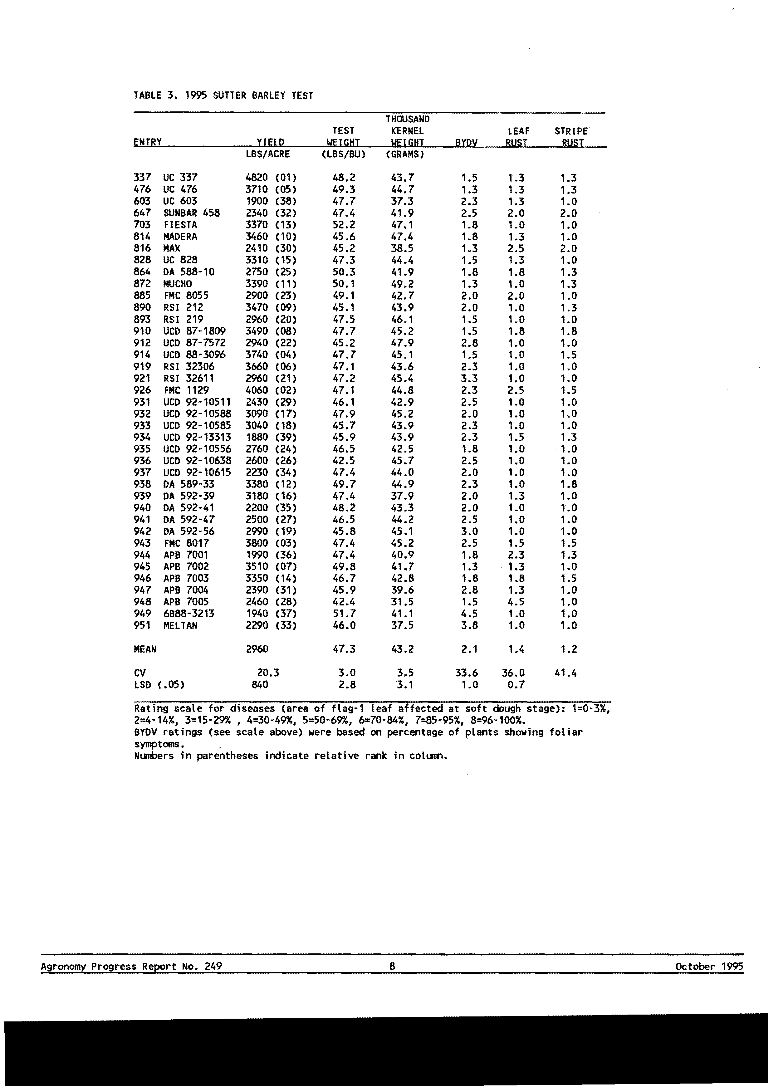 TABLE 3. 1995 SUTTER BARLEY TEST
THOUSAND
TEST KERNEL LEAF STRIPE
ENTRY YIELD WEIGHT WEIGHT BYDV RUST RUST
LBS/ACRE (LBS/BU) (GRAMS)
337 UC 337 4820 (01) 48.2 43.7 1.5 1.3 1.3
476 UC 476 3710 (05) 49.3 44.7 1.3 1.3 1.3
603 UC 603 1900 (38) 47.7 37.3 2.3 1.3 1.0
647 SUNBAR 458 2340 (32) 47.4 41.9 2.5 2.0 2.0
703 FIESTA 3370 (13) 52.2 47.1 1.8 1.0 1.0
814 MADERA 3460 (10) 45.6 47.4 1.8 1.3 1.0
816 MAX 2410 (30) 45.2 38.5 1.3 2.5 2.0
828 UC 828 3310 (15) 47.3 44.4 1.5 1.3 1.0
864 DA 588-10 2750 (25) 50.3 41.9 1.8 1.8 1.3
872 MUCHO 3390 (11) 50.1 49.2 1.3 1.0 1.3
885 FMC 8055 2900 (23) 49.1 42.7 2.0 2.0 1.0
890 RSI 212 3470 (09) 45.1 43.9 2.0 1.0 1.3
893 RSI 219 2960 (20) 47.5 46.1 1.5 1.0 1.0
910 UCD 87-1809 3490 (08) 47.7 45.2 1.5 1.8 1.8
912 UCD 87-7572 2940 (22) 45.2 47.9 2.8 1.0 1.0
914 UCD 88-3096 3740 (04) 47.7 45.1 1.5 1.0 1.5
919 RSI 32306 3660 (06) 47.1 43.6 2.3 1.0 1.0
921 RSI 32611 2960 (21) 47.2 45.4 3.3 1.0 1.0
926 FMC 1129 4060 (02) 47.1 44.8 2.3 2.5 1.5
931 UCD 92-10511 2430 (29) 46.1 42.9 2.5 1.0 1.0
932 UCD 92-10588 3090 (17) 47.9 45.2 2.0 1.0 1.0
933 UCD 92-10585 3040 (18) 45.7 43.9 2.3 1.0 1.0
934 UCD 92-13313 1880 (39) 45.9 43.9 2.3 1.5 1.3
935 UCD 92-10556 2760 (24) 46.5 42.5 1.8 1.0 1.0
936 UCD 92-10638 2600 (26) 42.5 45.7 2.5 1.0 1.0
937 UCD 92-10615 2230 (34) 47.4 44.0 2.0 1.0 1.0
938 DA 589-33 3380 (12) 49.7 44.9 2.3 1.0 1.8
939 DA 592-39 3180 (16) 47.4 37.9 2.0 1.3 1.0
940 DA 592-41 2200 (35) 48.2 43.3 2.0 1.0 1.0
941 DA 592-47 2500 (27) 46.5 44.2 2.5 1.0 1.0
942 DA 592-56 2990 (19) 45.8 45.1 3.0 1.0 1.0
943 FMC 8017 3800 (03) 47.4 45.2 2.5 1.5 1.5
944 APB 7001 1990 (36) 47.4 40.9 1.8 2.3 1.3
945 APB 7002 3510 (07) 49.8 41.7 1.3 1.3 1.0
946 APB 7003 3350 (14) 46.7 42.8 1.8 1.8 1.5
947 APB 7004 2390 (31) 45.9 39.6 2.8 1.3 1.0
948 APB 7005 2460 (28) 42.4 31.5 1.5 4.5 1.0
949 6B88-3213 1940 (37) 51.7 41.1 4.5 1.0 1.0
951 MELTAN 2290 (33) 46.0 37.5 3.8 1.0 1.0
MEAN 2960 47.3 43.2 2.1 1.4 1.2
CV 20.3 3.0 3.5 33.6 36.0 41.4
LSD (.05) 840 2.8 3.1 1.0 0.7
Rating scale for diseases (area of flag-1 leaf affected at soft dough stage): 1=0-3%,
2=4-14%, 3=15-29% , 4=30-49%, 5=50-69%, 6=70-84%, 7=85-95%, 8=96-100%.
BYDV ratings (see scale above) were based on percentage of plants showing foliar
symptoms.
Numbers in parentheses indicate relative rank in column.
Agronomy Progress Report No. 249 8 October 1995